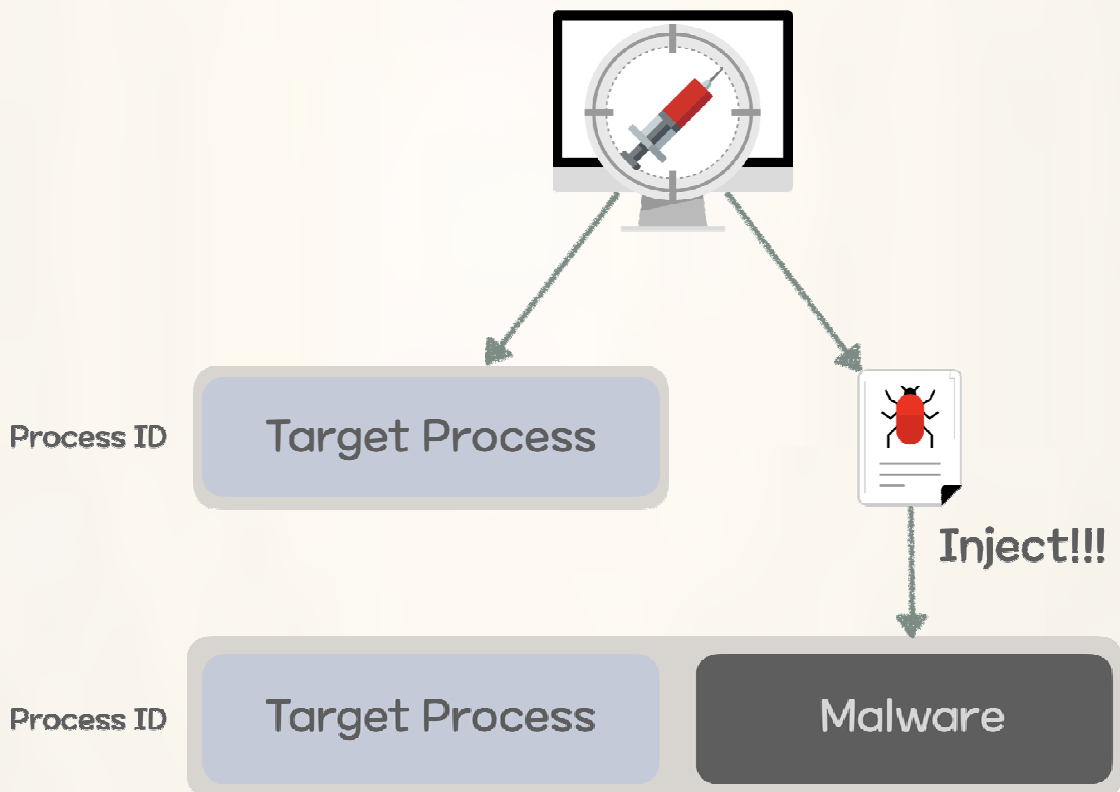 Process ID
Target Process
Inject!!!
Process ID
Target Process
Malware